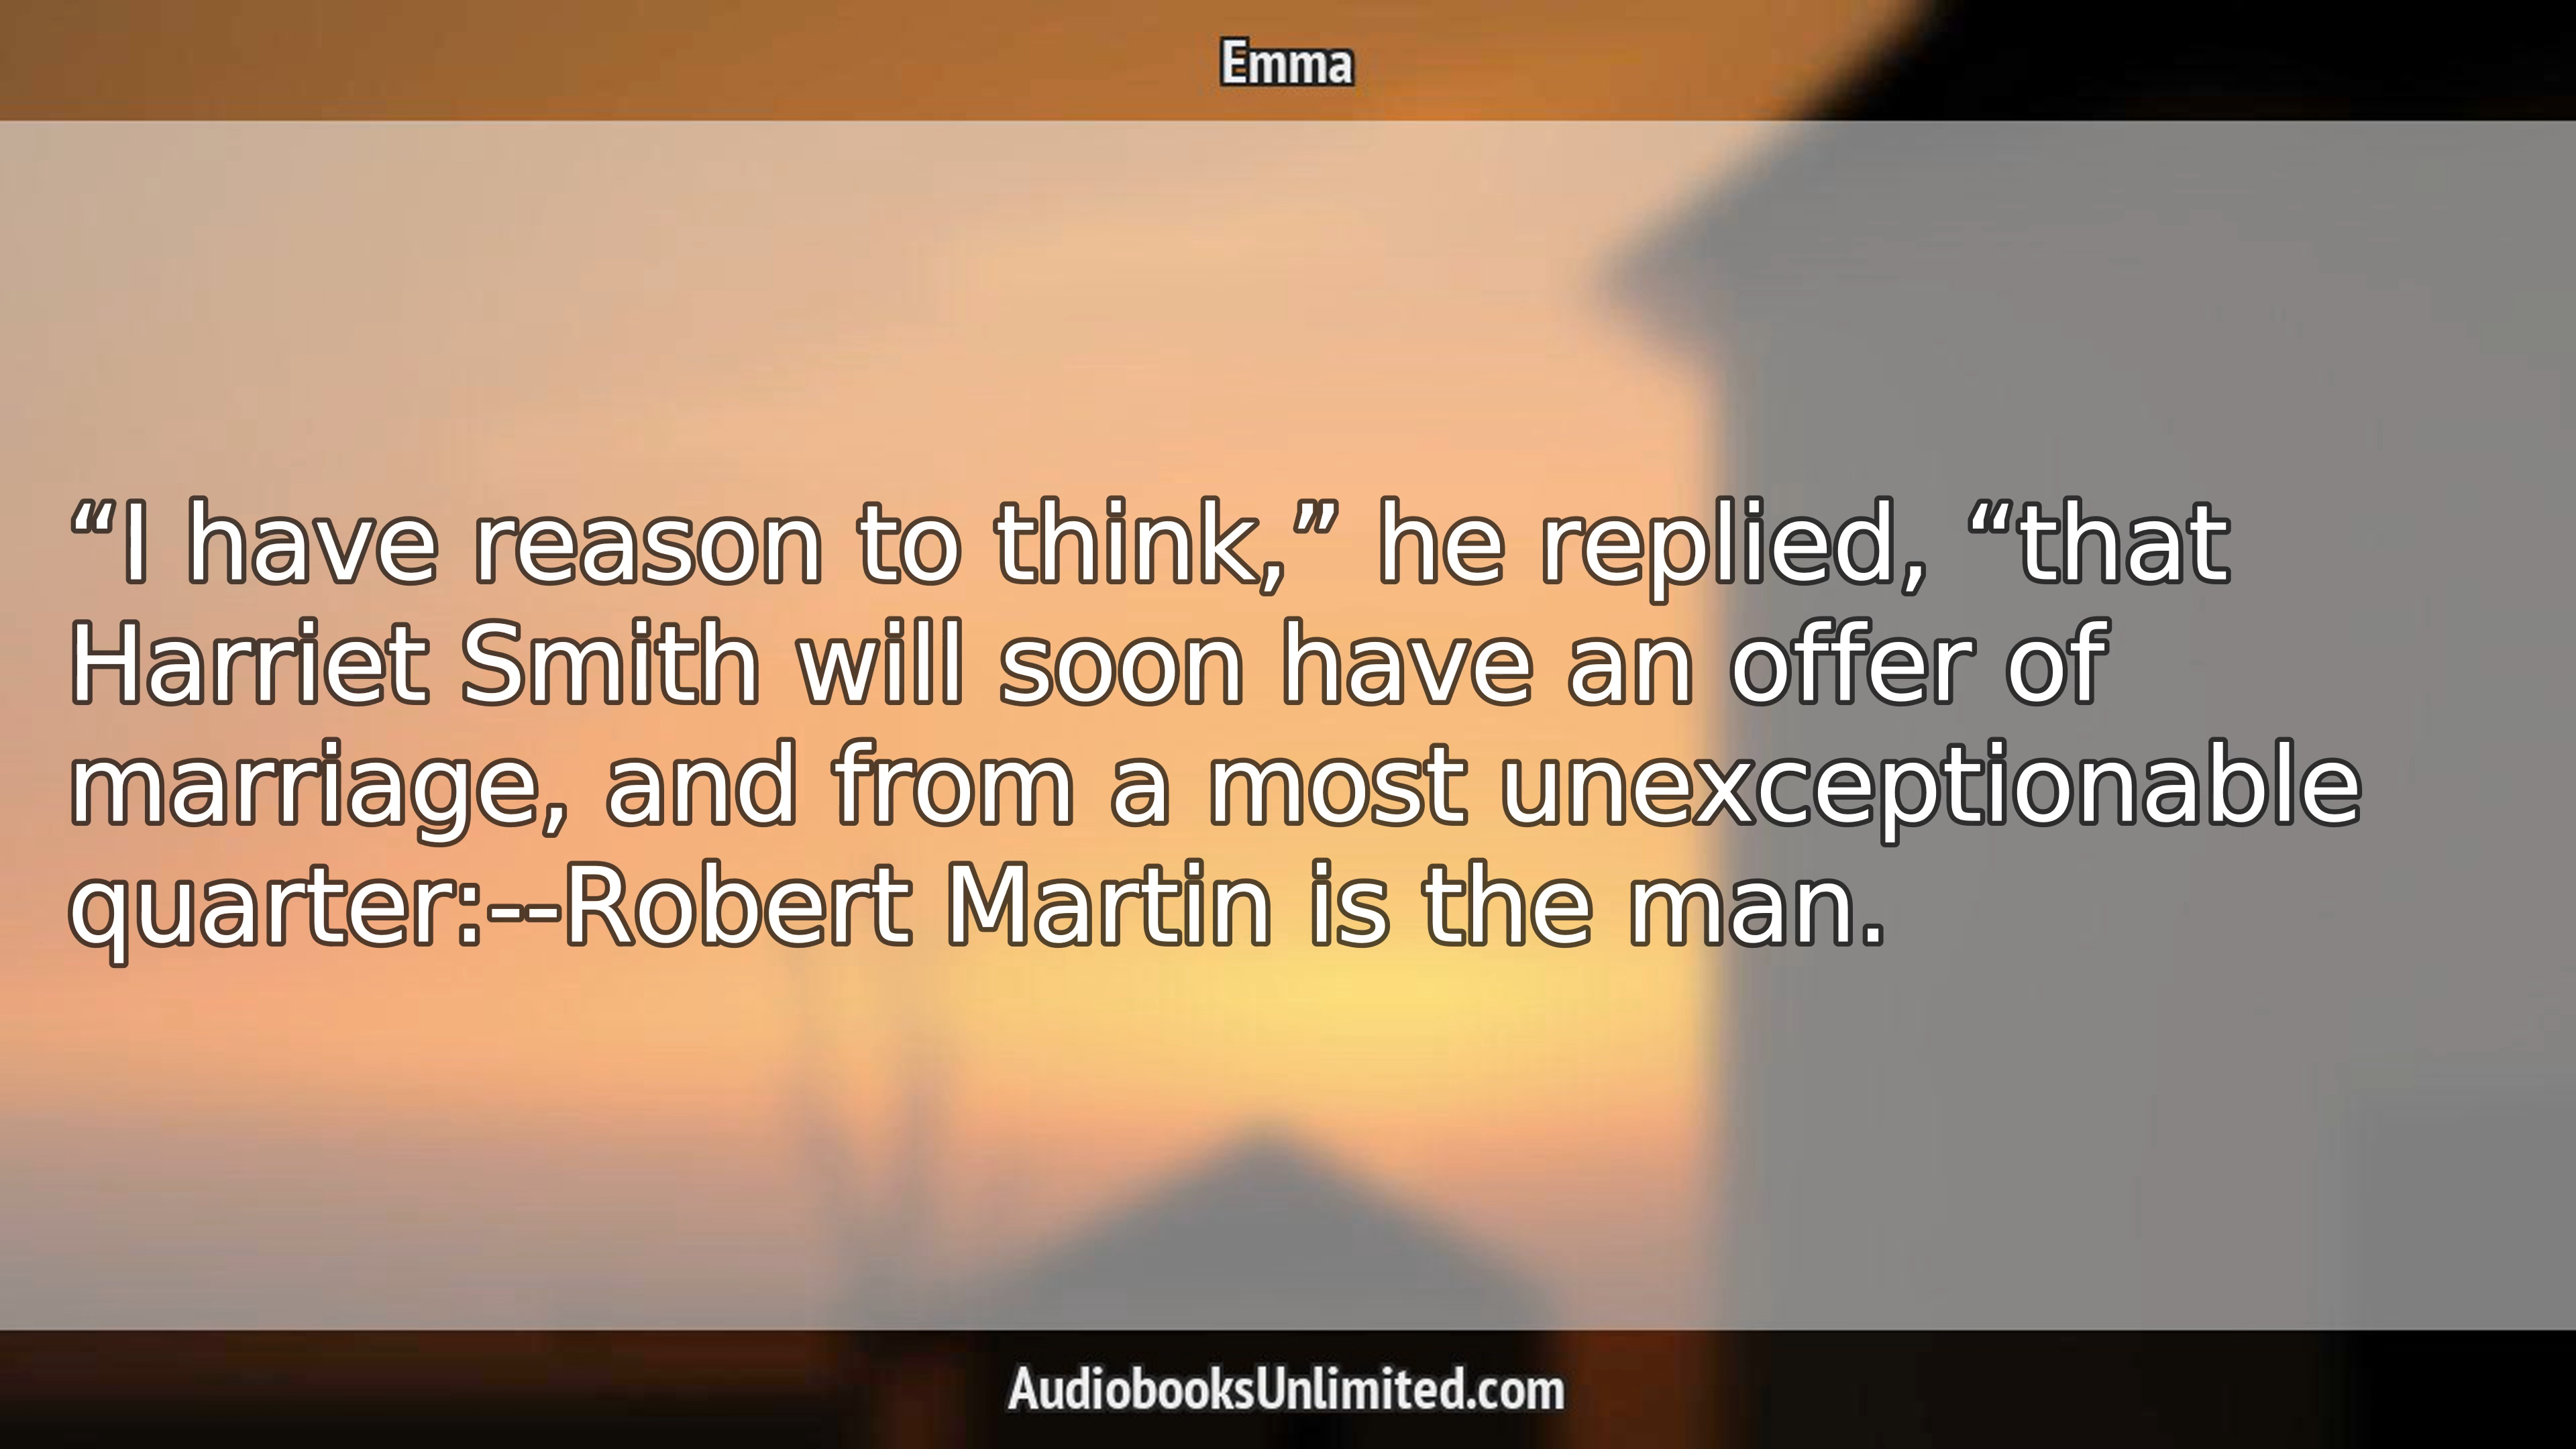 Emma
“I have reason to think,” he replied, “that
Harriet Smith will soon have an offer of
marriage, and from a most unexceptionable
quarter:--Robert Martin is the man.
AudiobooksUnlimited.com